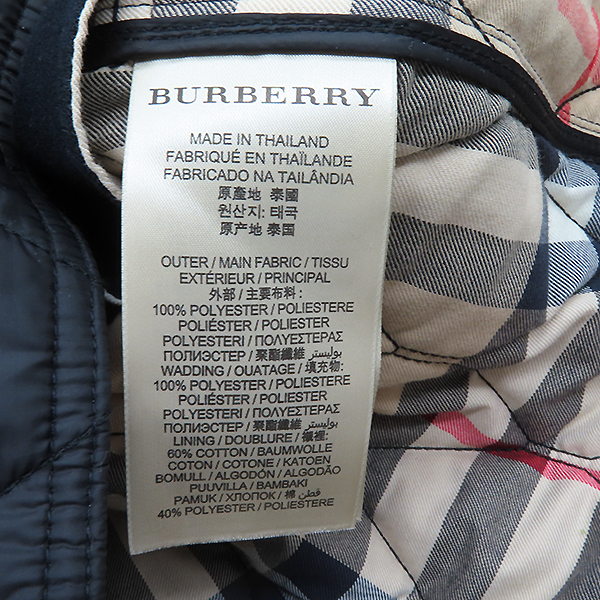 BURBERRY
MADE IN THAILAND
FABRIQUÉ EN THAÏLANDE
FABRICADO NA TAILÂNDIA
原產地 泰國
원산지: 태국
原产地 泰国
OUTER / MAIN FABRIC / TISSU
EXTÉRIEUR / PRINCIPAL
外部 / 主要布料:
100% POLYESTER / POLIESTERE
POLIÉSTER / POLIESTER
POLYESTERI / ΠΟΛΥΕΣΤΕΡΑΣ
ПОЛИЭСТЕР / 聚酯纖維 / بوليستر
WADDING / OUATAGE / 填充物:
100% POLYESTER / POLIESTERE
POLIÉSTER / POLIESTER
POLYESTERI / ΠΟΛΥΕΣΤΕΡΑΣ
ПОЛИЭСТЕР / 聚酯纖維 / بوليستر
LINING / DOUBLURE / 襯裡:
60% COTTON / BAUMWOLLE
COTON / COTONE / KATOEN
BOMULL / ALGODÓN / ALGODÃO
PUUVILLA / BAMBAKI
PAMUK / ХЛОПОК / 棉 قطن
40% POLYESTER / POLIESTERE